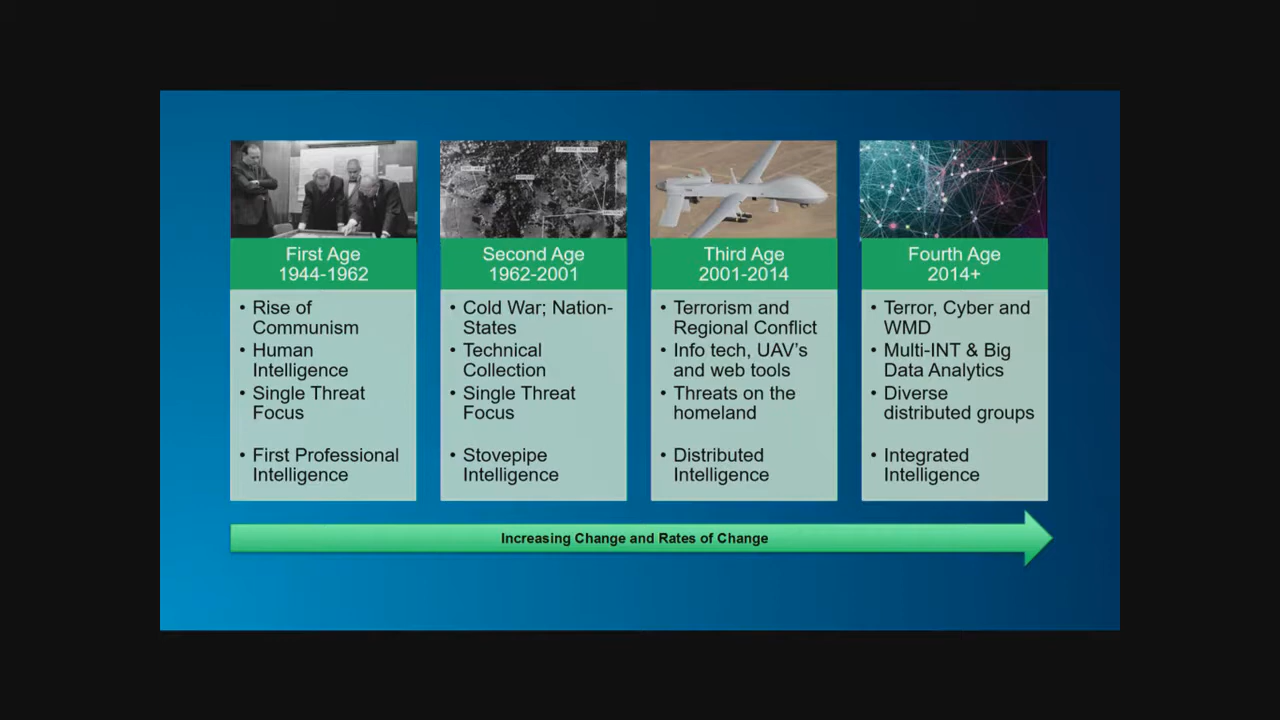 First Age
1944-1962
• Rise of
Communism
• Human
Intelligence
• Single Threat
Focus
• First Professional
Intelligence
Second Age
1962-2001
• Cold War; Nation-
States
• Technical
Collection
• Single Threat
Focus
• Stovepipe
Intelligence
Third Age
2001-2014
• Terrorism and
Regional Conflict
• Info tech, UAV's
and web tools
• Threats on the
homeland
• Distributed
Intelligence
Fourth Age
2014+
• Terror, Cyber and
WMD
• Multi-INT & Big
Data Analytics
• Diverse
distributed groups
• Integrated
Intelligence
Increasing Change and Rates of Change